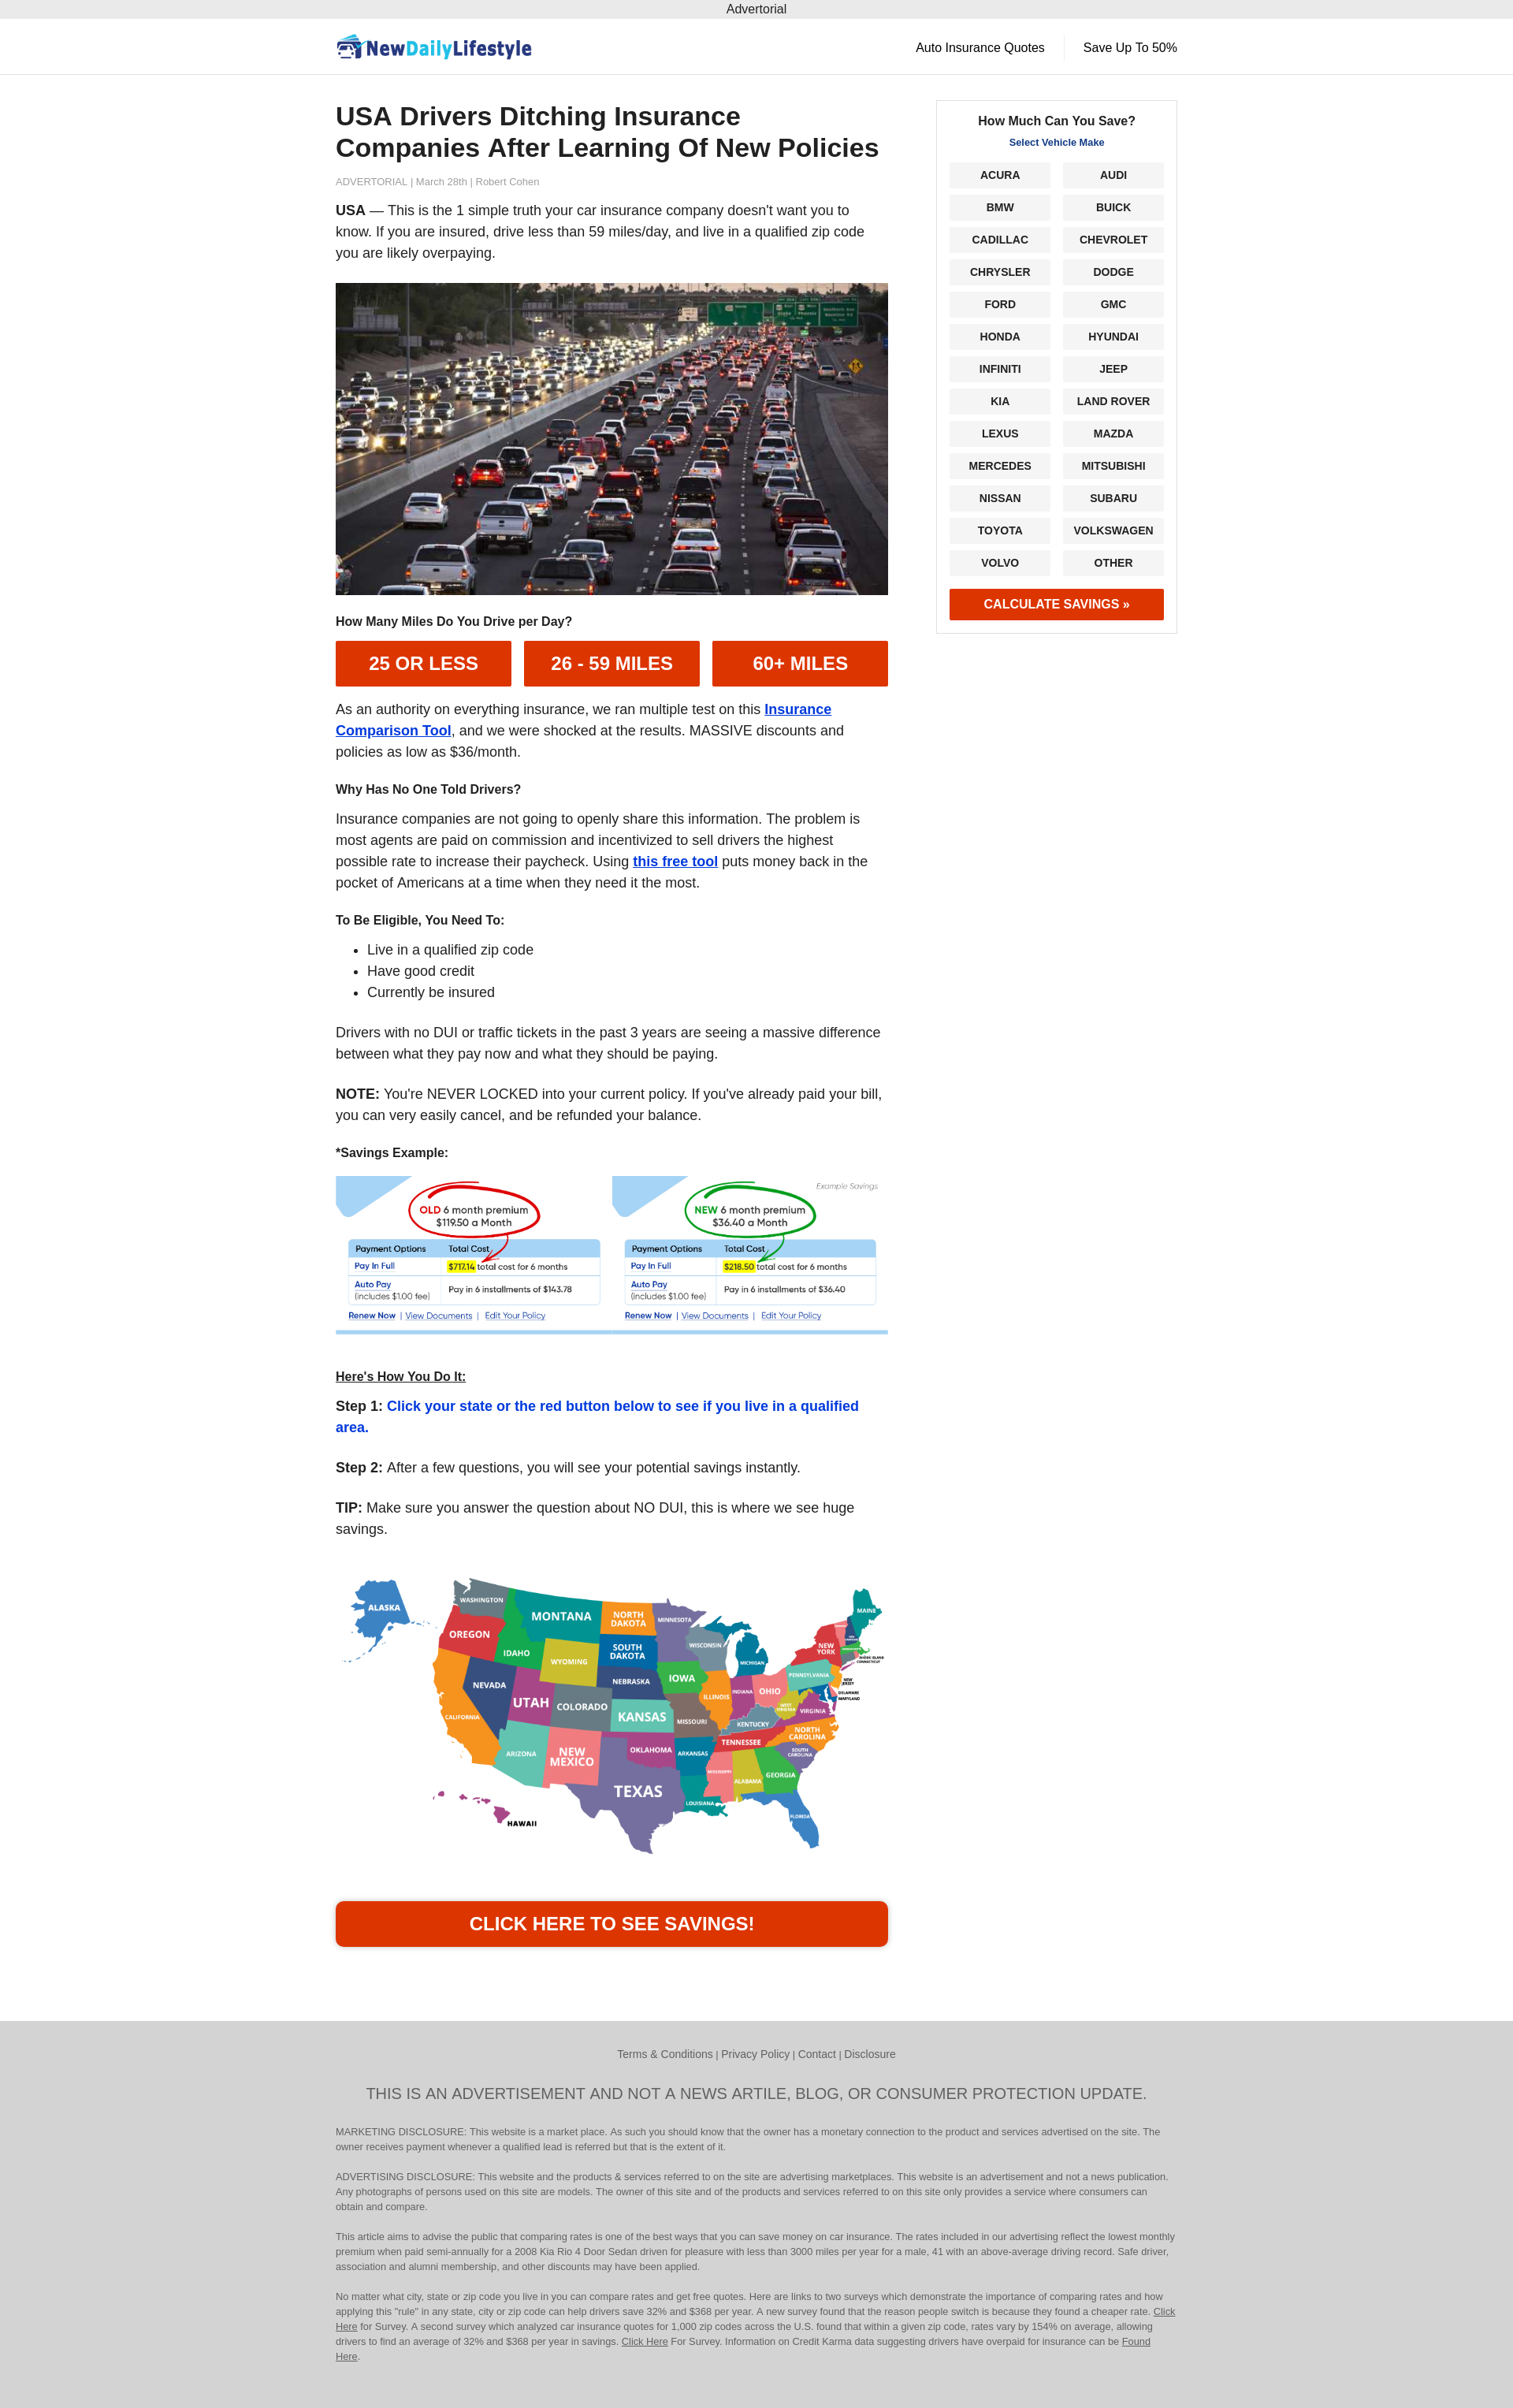 Advertorial
NewDailyLifestyle
Auto Insurance Quotes
Save Up To 50%
USA Drivers Ditching Insurance
Companies After Learning Of New Policies
ADVERTORIAL | March 28th | Robert Cohen
USA — This is the 1 simple truth your car insurance company doesn't want you to
know. If you are insured, drive less than 59 miles/day, and live in a qualified zip code
you are likely overpaying.
How Many Miles Do You Drive per Day?
25 OR LESS
26 - 59 MILES
60+ MILES
As an authority on everything insurance, we ran multiple test on this Insurance
Comparison Tool, and we were shocked at the results. MASSIVE discounts and
policies as low as $36/month.
Why Has No One Told Drivers?
Insurance companies are not going to openly share this information. The problem is
most agents are paid on commission and incentivized to sell drivers the highest
possible rate to increase their paycheck. Using this free tool puts money back in the
pocket of Americans at a time when they need it the most.
To Be Eligible, You Need To:
• Live in a qualified zip code
• Have good credit
• Currently be insured
Drivers with no DUI or traffic tickets in the past 3 years are seeing a massive difference
between what they pay now and what they should be paying.
NOTE: You're NEVER LOCKED into your current policy. If you've already paid your bill,
you can very easily cancel, and be refunded your balance.
*Savings Example:
OLD 6 month premium
$119.50 a Month
Payment Options
Total Cost
Pay In Full
$717.14 total cost for 6 months
Auto Pay
(includes $1.00 fee)
Pay in 6 installments of $143.78
Renew Now | View Documents | Edit Your Policy
Example Savings
NEW 6 month premium
$36.40 a Month
Payment Options
Total Cost
Pay In Full
$218.50 total cost for 6 months
Auto Pay
(includes $1.00 fee)
Pay in 6 installments of $36.40
Renew Now | View Documents | Edit Your Policy
Here's How You Do It:
Step 1: Click your state or the red button below to see if you live in a qualified
area.
Step 2: After a few questions, you will see your potential savings instantly.
TIP: Make sure you answer the question about NO DUI, this is where we see huge
savings.
ALASKA
WASHINGTON
MONTANA
NORTH
DAKOTA
MINNESOTA
MAINE
OREGON
IDAHO
WYOMING
SOUTH
DAKOTA
WISCONSIN
MICHIGAN
NEW
YORK
RHODE ISLAND
CONNECTICUT
NEVADA
UTAH
COLORADO
NEBRASKA
IOWA
ILLINOIS
INDIANA
OHIO
PENNSYLVANIA
NEW
JERSEY
DELAWARE
MARYLAND
CALIFORNIA
KANSAS
MISSOURI
KENTUCKY
WEST
VIRGINIA
VIRGINIA
ARIZONA
NEW
MEXICO
OKLAHOMA
ARKANSAS
TENNESSEE
NORTH
CAROLINA
SOUTH
CAROLINA
TEXAS
LOUISIANA
MISSISSIPPI
ALABAMA
GEORGIA
FLORIDA
HAWAII
CLICK HERE TO SEE SAVINGS!
How Much Can You Save?
Select Vehicle Make
ACURA
AUDI
BMW
BUICK
CADILLAC
CHEVROLET
CHRYSLER
DODGE
FORD
GMC
HONDA
HYUNDAI
INFINITI
JEEP
KIA
LAND ROVER
LEXUS
MAZDA
MERCEDES
MITSUBISHI
NISSAN
SUBARU
TOYOTA
VOLKSWAGEN
VOLVO
OTHER
CALCULATE SAVINGS »
Terms & Conditions | Privacy Policy | Contact | Disclosure
THIS IS AN ADVERTISEMENT AND NOT A NEWS ARTILE, BLOG, OR CONSUMER PROTECTION UPDATE.
MARKETING DISCLOSURE: This website is a market place. As such you should know that the owner has a monetary connection to the product and services advertised on the site. The
owner receives payment whenever a qualified lead is referred but that is the extent of it.
ADVERTISING DISCLOSURE: This website and the products & services referred to on the site are advertising marketplaces. This website is an advertisement and not a news publication.
Any photographs of persons used on this site are models. The owner of this site and of the products and services referred to on this site only provides a service where consumers can
obtain and compare.
This article aims to advise the public that comparing rates is one of the best ways that you can save money on car insurance. The rates included in our advertising reflect the lowest monthly
premium when paid semi-annually for a 2008 Kia Rio 4 Door Sedan driven for pleasure with less than 3000 miles per year for a male, 41 with an above-average driving record. Safe driver,
association and alumni membership, and other discounts may have been applied.
No matter what city, state or zip code you live in you can compare rates and get free quotes. Here are links to two surveys which demonstrate the importance of comparing rates and how
applying this "rule" in any state, city or zip code can help drivers save 32% and $368 per year. A new survey found that the reason people switch is because they found a cheaper rate. Click
Here for Survey. A second survey which analyzed car insurance quotes for 1,000 zip codes across the U.S. found that within a given zip code, rates vary by 154% on average, allowing
drivers to find an average of 32% and $368 per year in savings. Click Here For Survey. Information on Credit Karma data suggesting drivers have overpaid for insurance can be Found
Here.